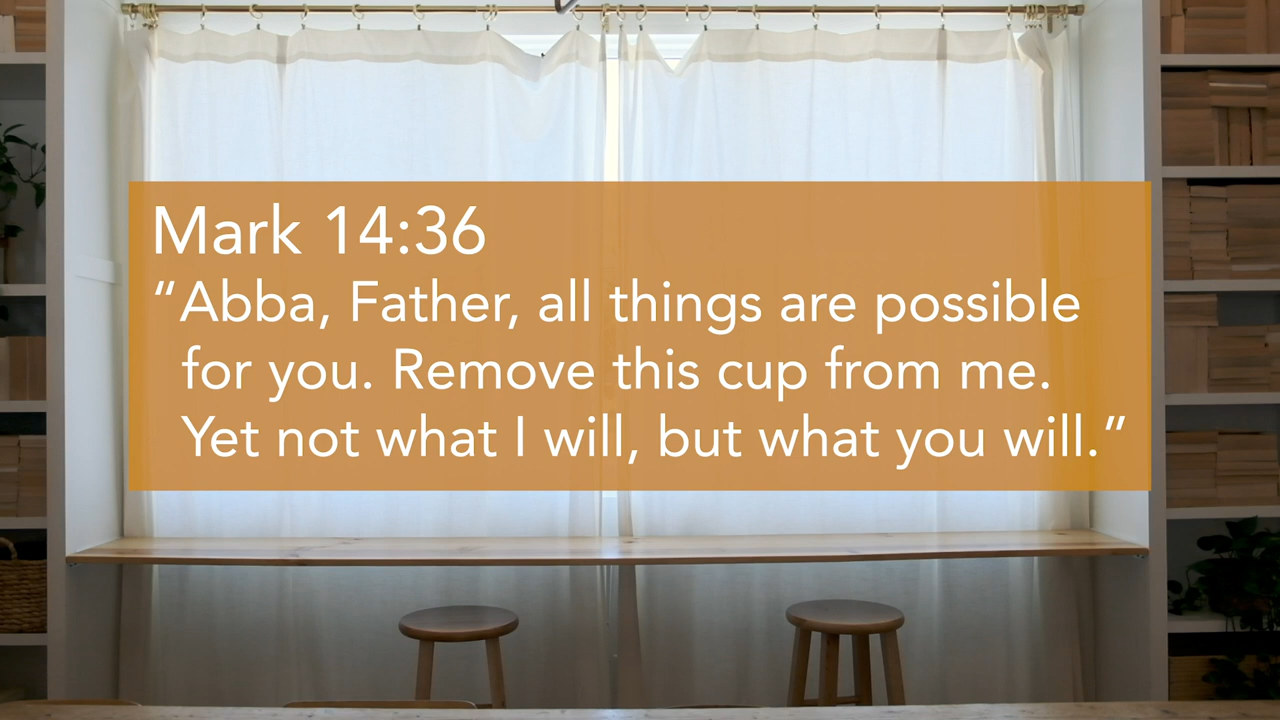 Mark 14:36
“Abba, Father, all things are possible
for you. Remove this cup from me.
Yet not what I will, but what you will.”